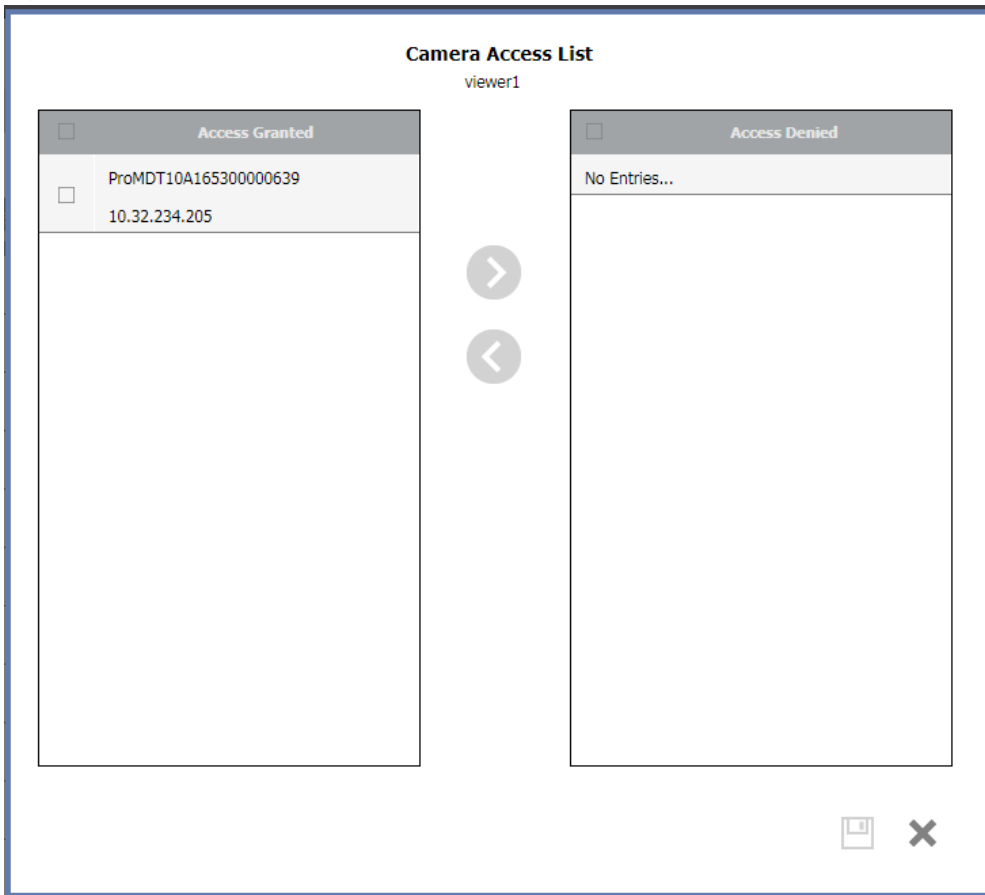 Camera Access List
viewer1
Access Granted
ProMDT10A165300000639
10.32.234.205
Access Denied
No Entries...